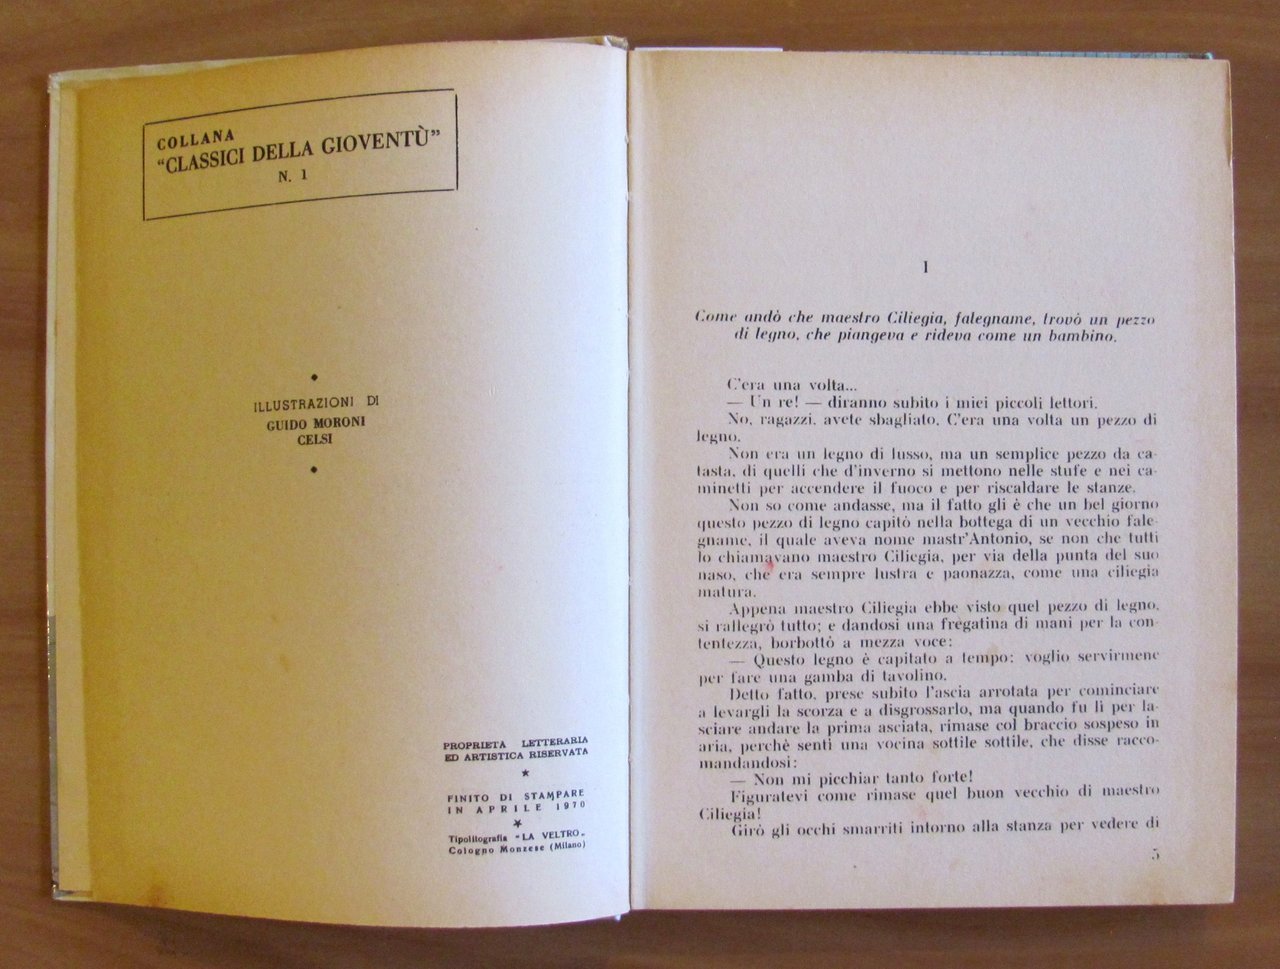 COLLANA
“CLASSICI DELLA GIOVENTÙ”
N. 1
ILLUSTRAZIONI DI
GUIDO MORONI
CELSI
PROPRIETA LETTERARIA
ED ARTISTICA RISERVATA
FINITO DI STAMPARE
IN APRILE 1970
Tipolitografia “LA VELTRO„
Cologno Monzese (Milano)
I
Come andò che maestro Ciliegia, falegname, trovò un pezzo
di legno, che piangeva e rideva come un bambino.
C'era una volta...
— Un re! — diranno subito i miei piccoli lettori.
No, ragazzi, avete sbagliato. C'era una volta un pezzo di
legno.
Non era un legno di lusso, ma un semplice pezzo da ca-
tasta, di quelli che d'inverno si mettono nelle stufe e nei ca-
minetti per accendere il fuoco e per riscaldare le stanze.
Non so come andasse, ma il fatto gli è che un bel giorno
questo pezzo di legno capitò nella bottega di un vecchio fale-
gname, il quale aveva nome mastr'Antonio, se non che tutti
lo chiamavano maestro Ciliegia, per via della punta del suo
naso, che era sempre lustra e paonazza, come una ciliegia
matura.
Appena maestro Ciliegia ebbe visto quel pezzo di legno,
si rallegrò tutto; e dandosi una fregatina di mani per la con-
tentezza, borbottò a mezza voce:
— Questo legno è capitato a tempo: voglio servirmene
per fare una gamba di tavolino.
Detto fatto, prese subito l'ascia arrotata per cominciare
a levargli la scorza e a disgrossarlo, ma quando fu lì per la-
sciare andare la prima asciata, rimase col braccio sospeso in
aria, perchè sentì una vocina sottile sottile, che disse racco-
mandandosi:
— Non mi picchiar tanto forte!
Figuratevi come rimase quel buon vecchio di maestro
Ciliegia!
Girò gli occhi smarriti intorno alla stanza per vedere di
5